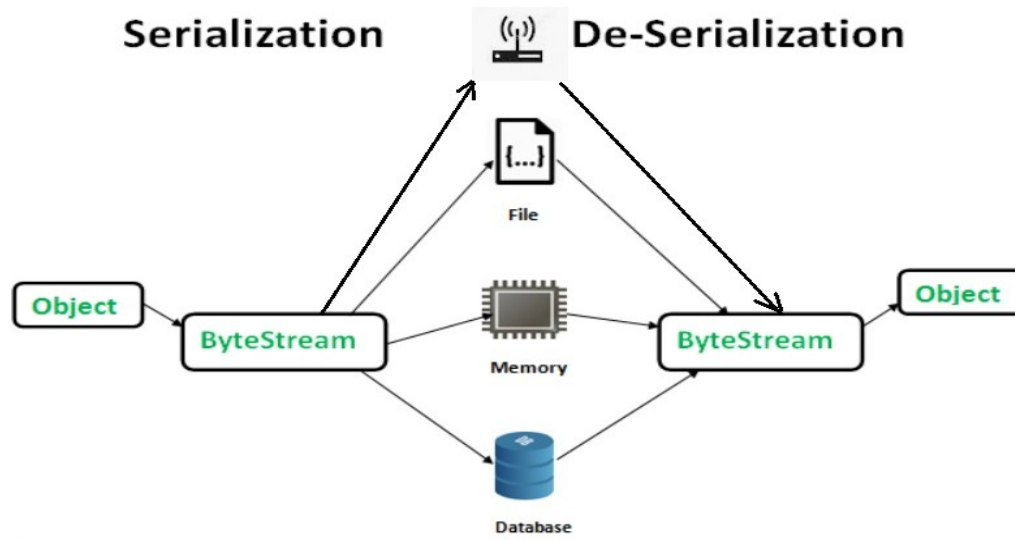 Serialization
De-Serialization
{...}
File
Object
ByteStream
Memory
ByteStream
Object
Database